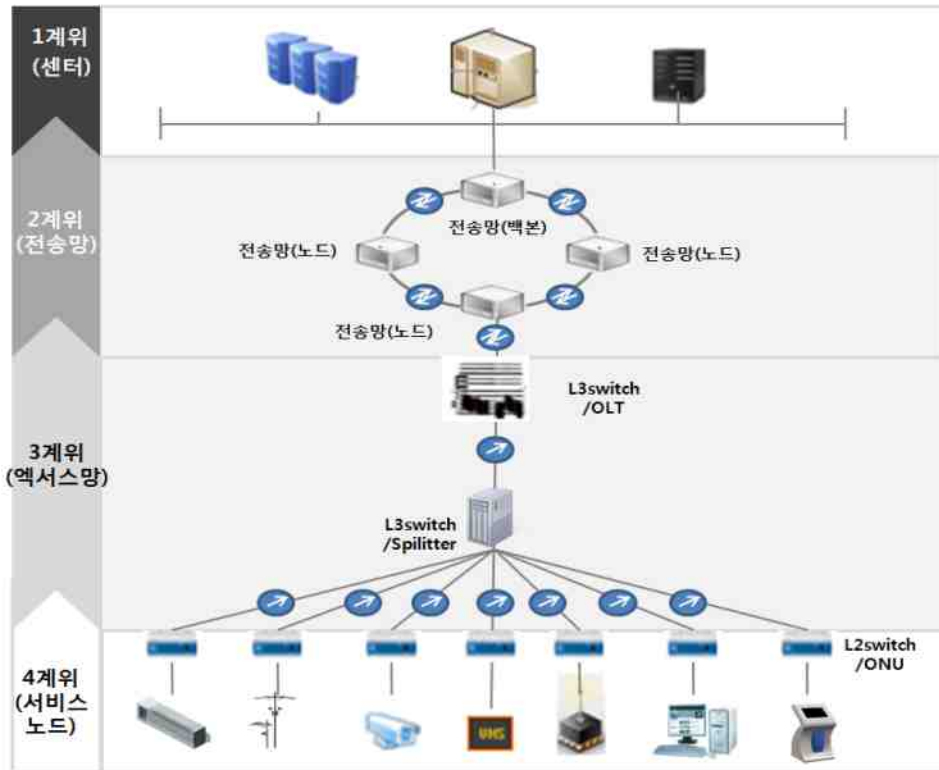 1계위
(센터)
2계위
(전송망)
전송망(백본)
전송망(노드)
전송망(노드)
전송망(노드)
3계위
(엑서스망)
L3switch
/OLT
L3switch
/Spilitter
L2switch
/ONU
4계위
(서비스
노드)
VMS